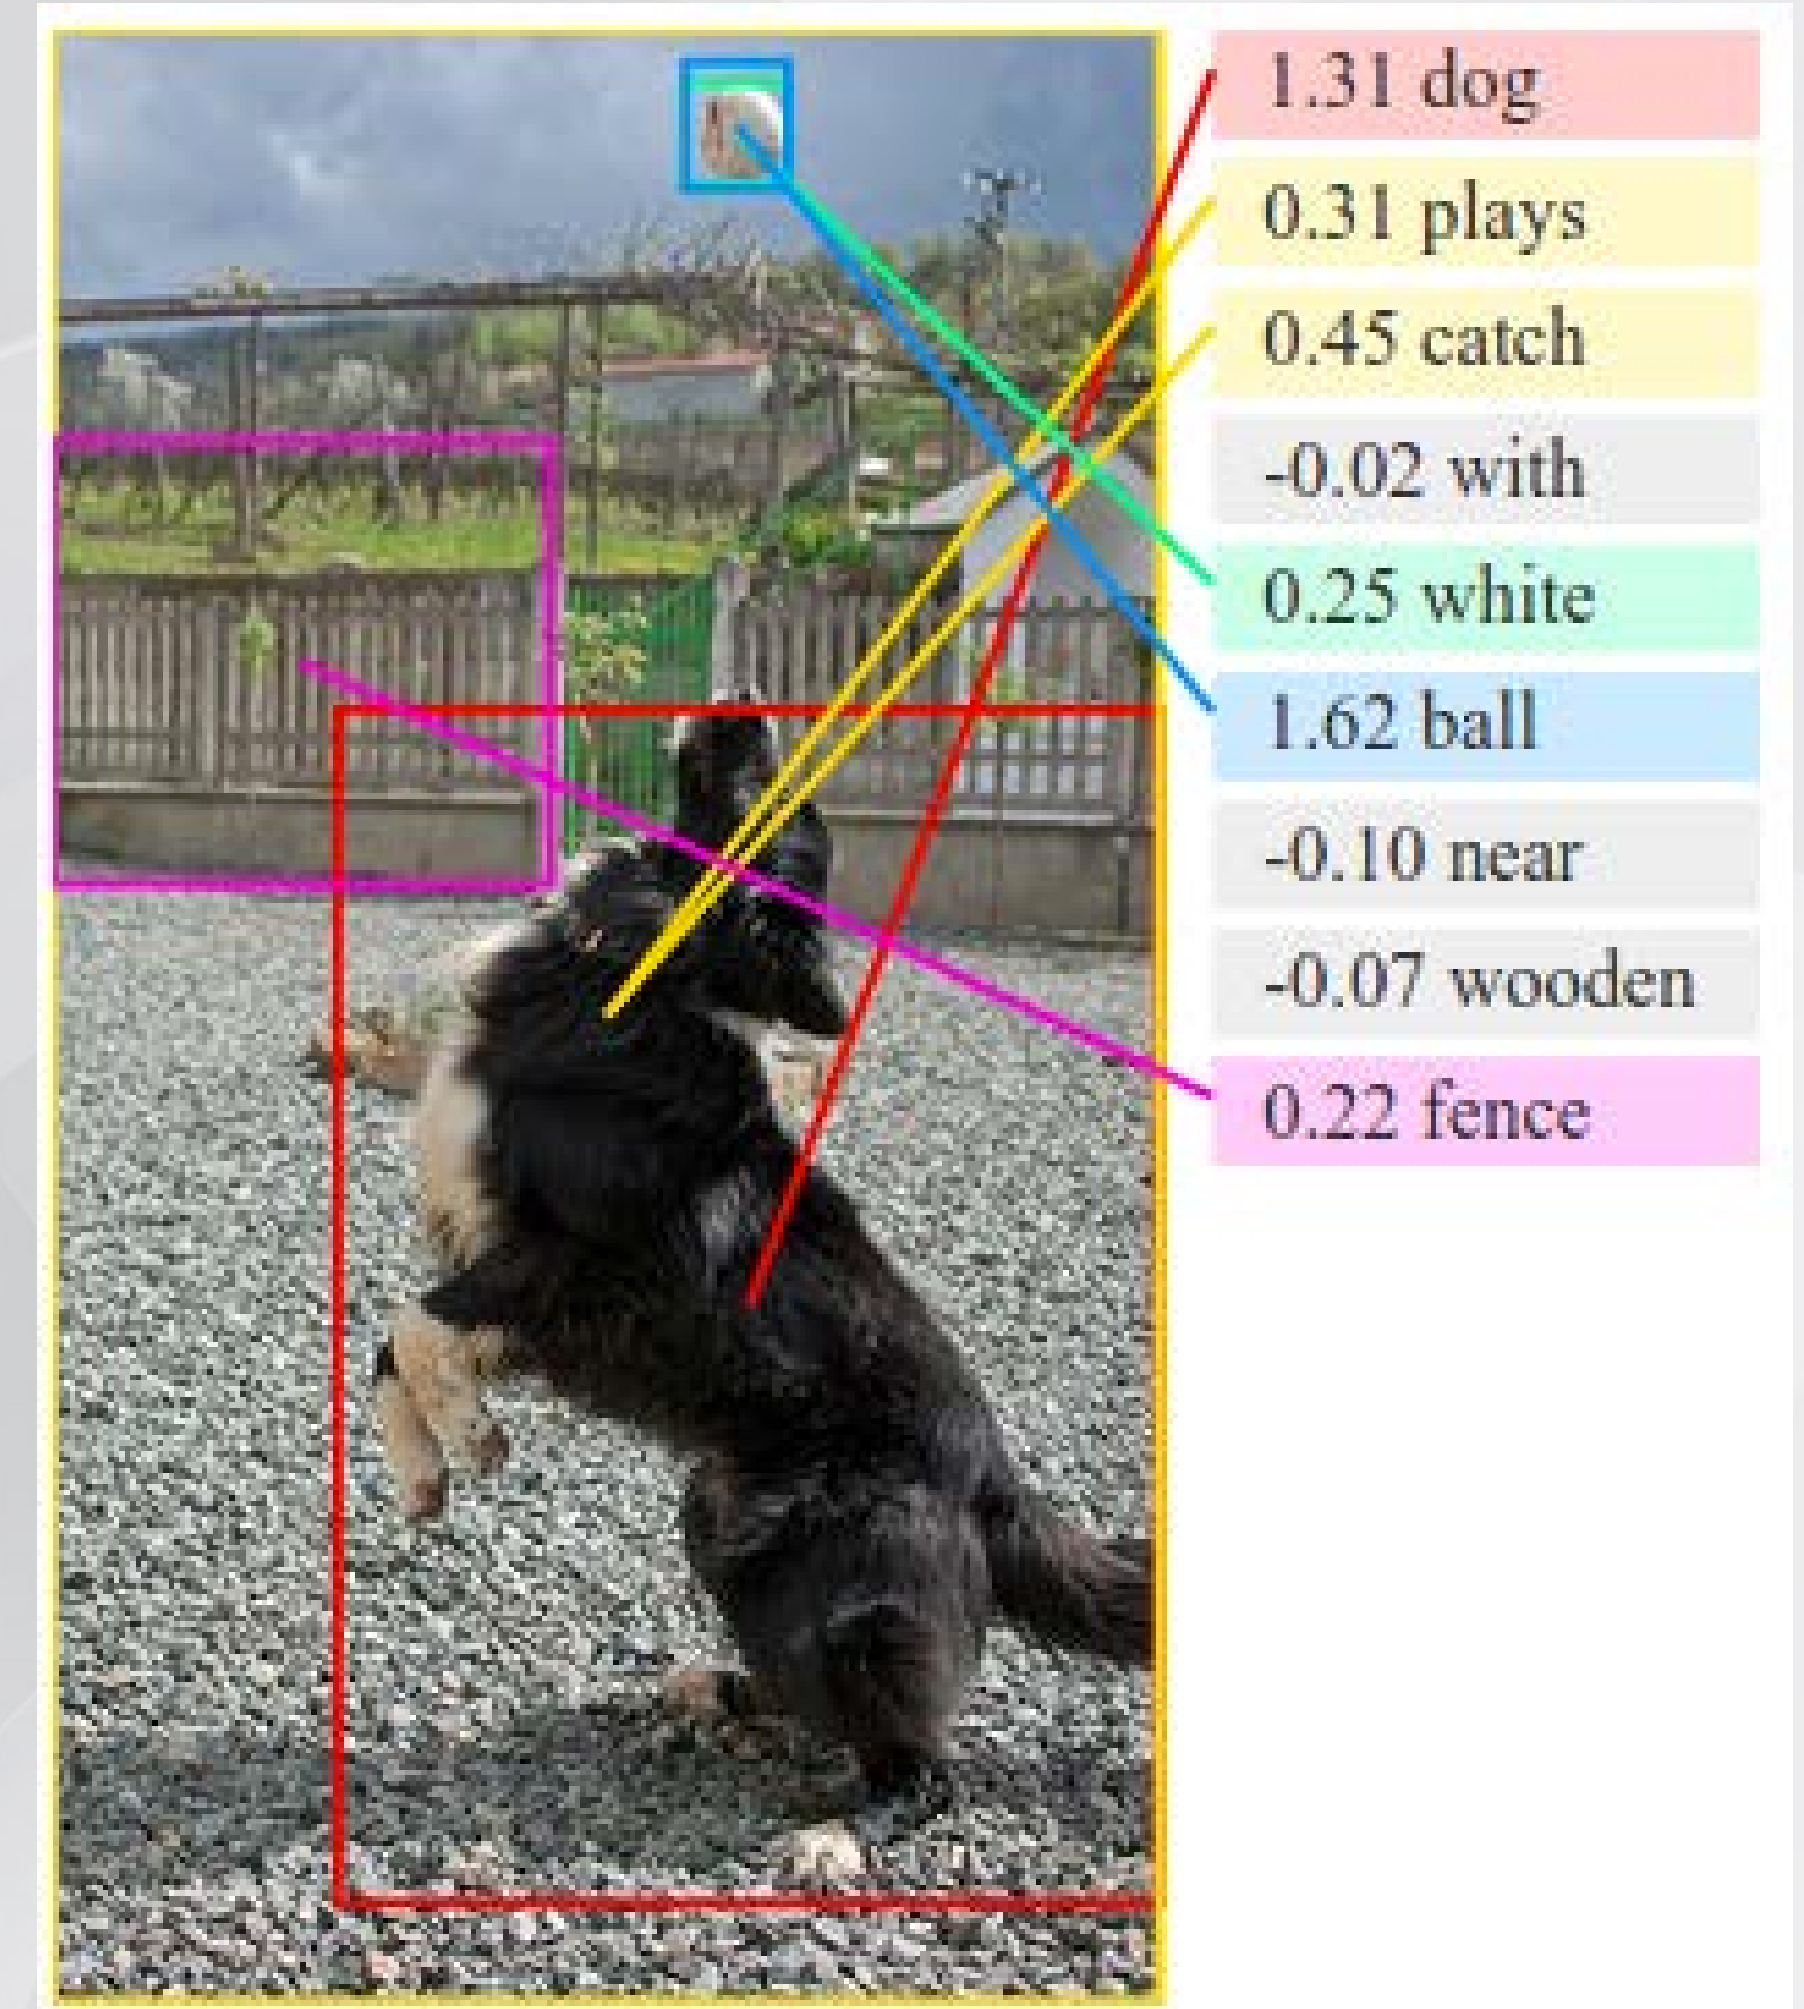 1.31 dog
0.31 plays
0.45 catch
-0.02 with
0.25 white
1.62 ball
-0.10 near
-0.07 wooden
0.22 fence